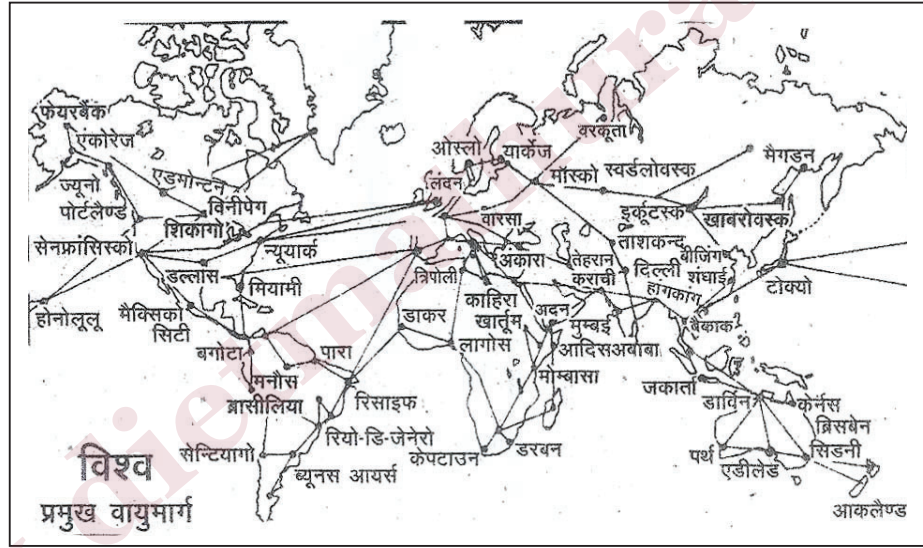 फेयरबैंक
एंकोरेज
ज्यूनो
एडमोन्टेन
पोर्टलैण्ड
विनीपेग
शिकागो
सेनफ्रांसिस्को
न्यूयार्क
डल्लास
मियामी
होनोलूलू
मैक्सिको
सिटी
बगोटा
पारा
मनौस
ब्रासीलिया
रिसाइफ
रियो-डि-जेनेरो
सेन्टियागो
ब्यूनस आयर्स
वरकूता
ओस्लो
यार्केज
लंदन
मॉस्को
स्वर्डलोवस्क
मैगडन
वारसा
इर्कूटस्क
खाबरोवस्क
अकारा
तेहरान
ताशकन्द
बीजिंग
त्रिपोली
कराची
दिल्ली
शंघाई
टोक्यो
काहिरा
हांगकांग
खार्तूम
अदन
मुम्बई
बैंकाक
डाकर
लागोस
आदिसअबाबा
मोम्बासा
जकार्ता
डार्विन
केर्नस
ब्रिसबेन
केपटाउन
डरबन
पर्थ
एडीलेड
सिडनी
आकलैण्ड
विश्व
प्रमुख वायुमार्ग